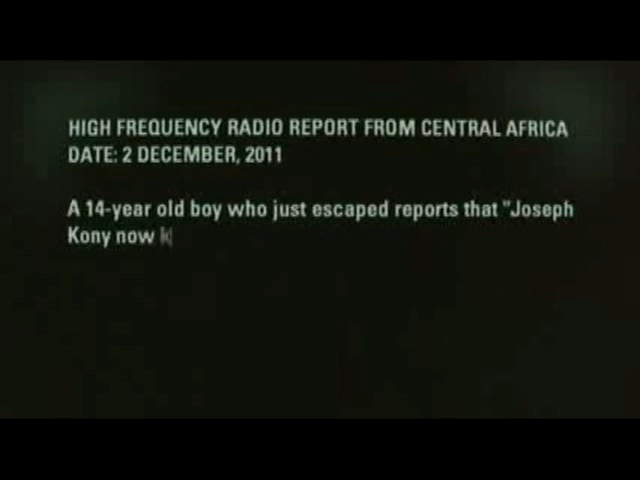 HIGH FREQUENCY RADIO REPORT FROM CENTRAL AFRICA
DATE: 2 DECEMBER, 2011
A 14-year old boy who just escaped reports that "Joseph
Kony now k